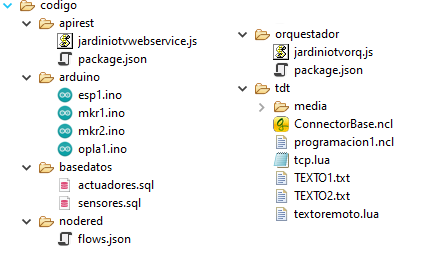 codigo
apirest
jardiniotvwebservice.js
package.json
arduino
esp1.ino
mkr1.ino
mkr2.ino
opla1.ino
basedatos
actuadores.sql
sensores.sql
nodered
flows.json
orquestador
jardiniotvorq.js
package.json
tdt
media
ConnectorBase.ncl
programacion1.ncl
tcp.lua
TEXTO1.txt
TEXTO2.txt
textoremoto.lua